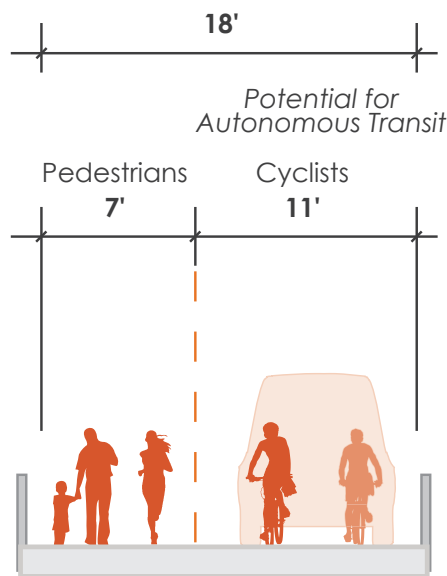 18'
Potential for
Autonomous Transit
Pedestrians
7'
Cyclists
11'